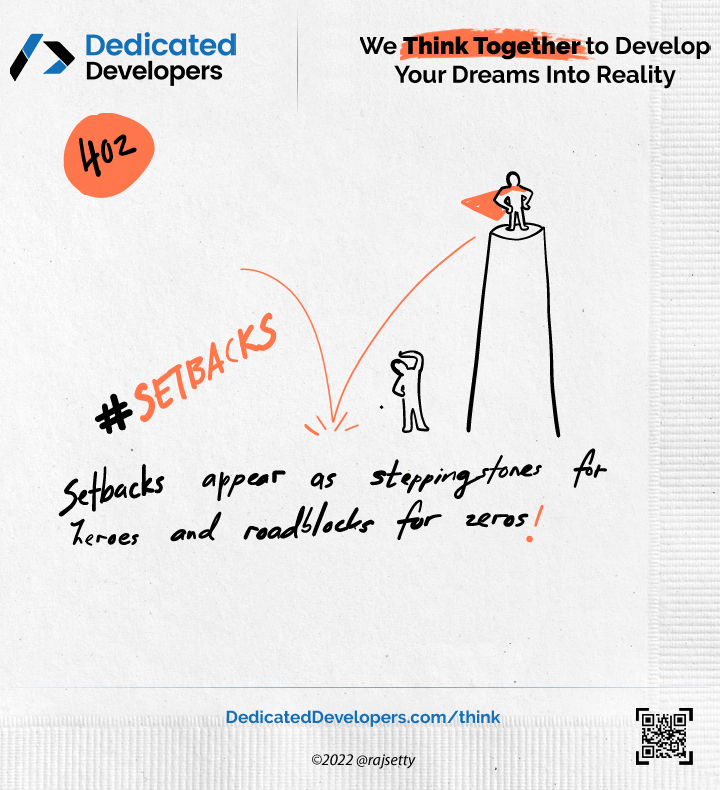 Dedicated
Developers
We Think Together to Develop
Your Dreams Into Reality
402
#SETBACKS
Setbacks appear as stepping stones for
heroes and roadblocks for zeros!
DedicatedDevelopers.com/think
©2022 @rajsetty